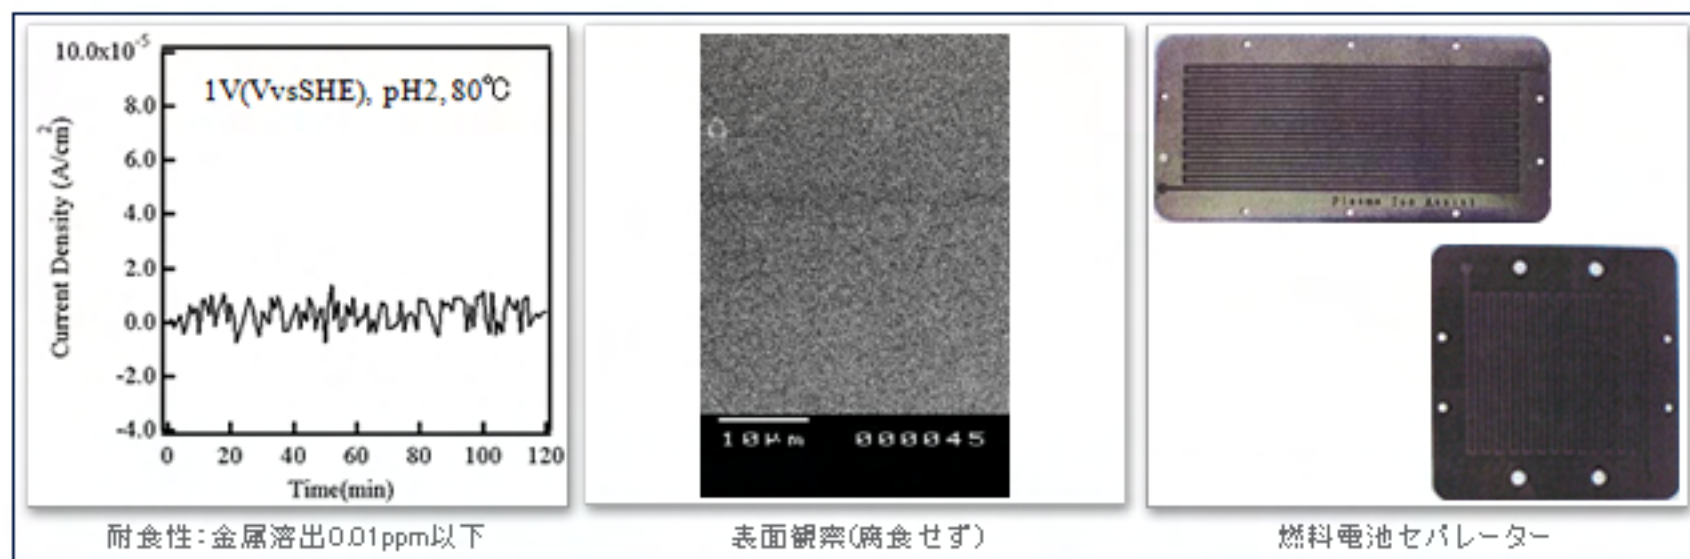 10.0x10⁻⁵
1V(VvsSHE), pH2, 80℃
8.0
6.0
4.0
2.0
0.0
-2.0
-4.0
Current Density (A/cm²)
0 20 40 60 80 100 120
Time(min)
10μm 000045
Plasma Ion Assist
耐食性:金属溶出0.01ppm以下
表面観察(腐食せず)
燃料電池セパレーター